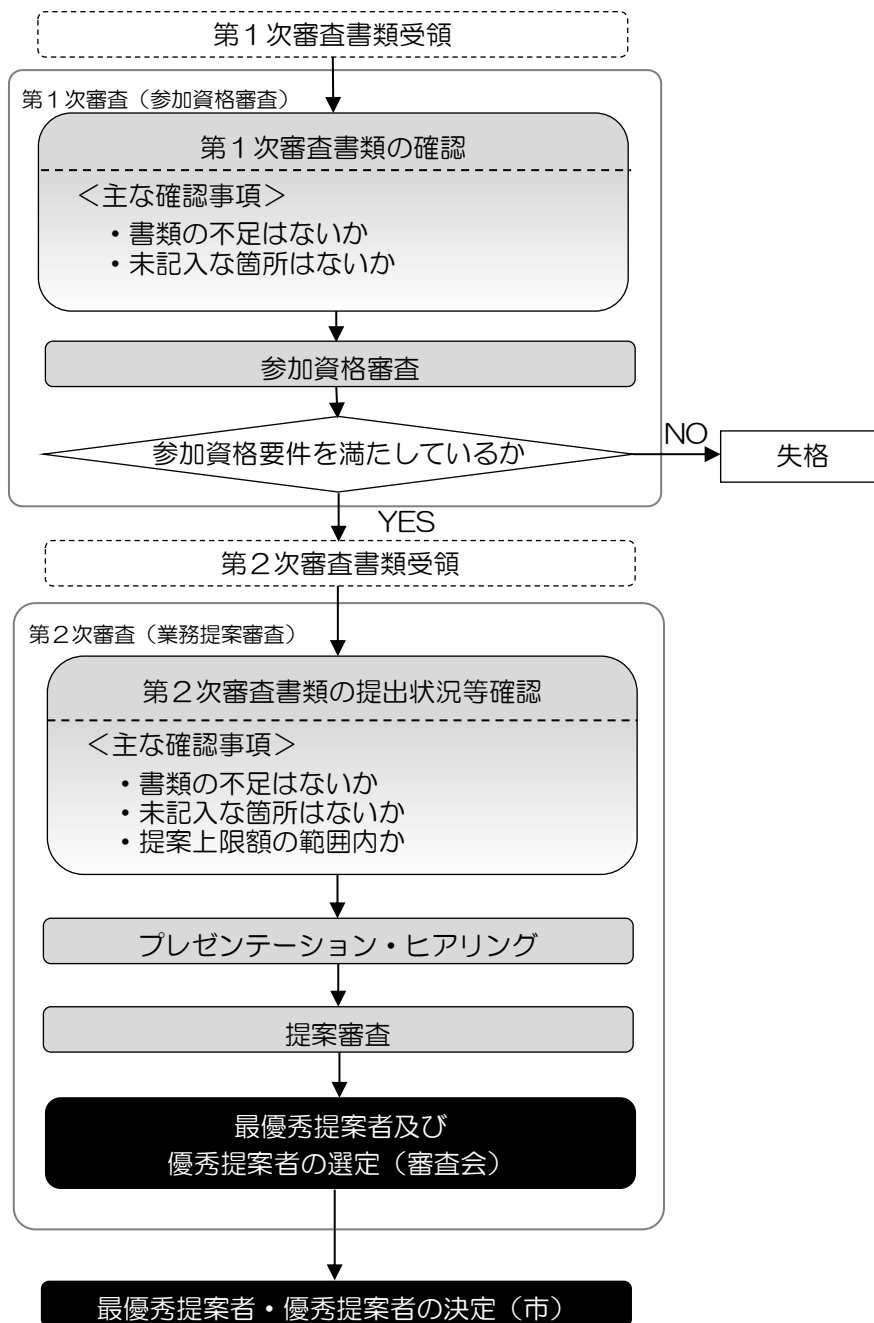 第１次審査書類受領
第１次審査（参加資格審査）
第１次審査書類の確認
＜主な確認事項＞
・書類の不足はないか
・未記入な箇所はないか
参加資格審査
参加資格要件を満たしているか
NO
失格
YES
第２次審査書類受領
第２次審査（業務提案審査）
第２次審査書類の提出状況等確認
＜主な確認事項＞
・書類の不足はないか
・未記入な箇所はないか
・提案上限額の範囲内か
プレゼンテーション・ヒアリング
提案審査
最優秀提案者及び
優秀提案者の選定（審査会）
最優秀提案者・優秀提案者の決定（市）